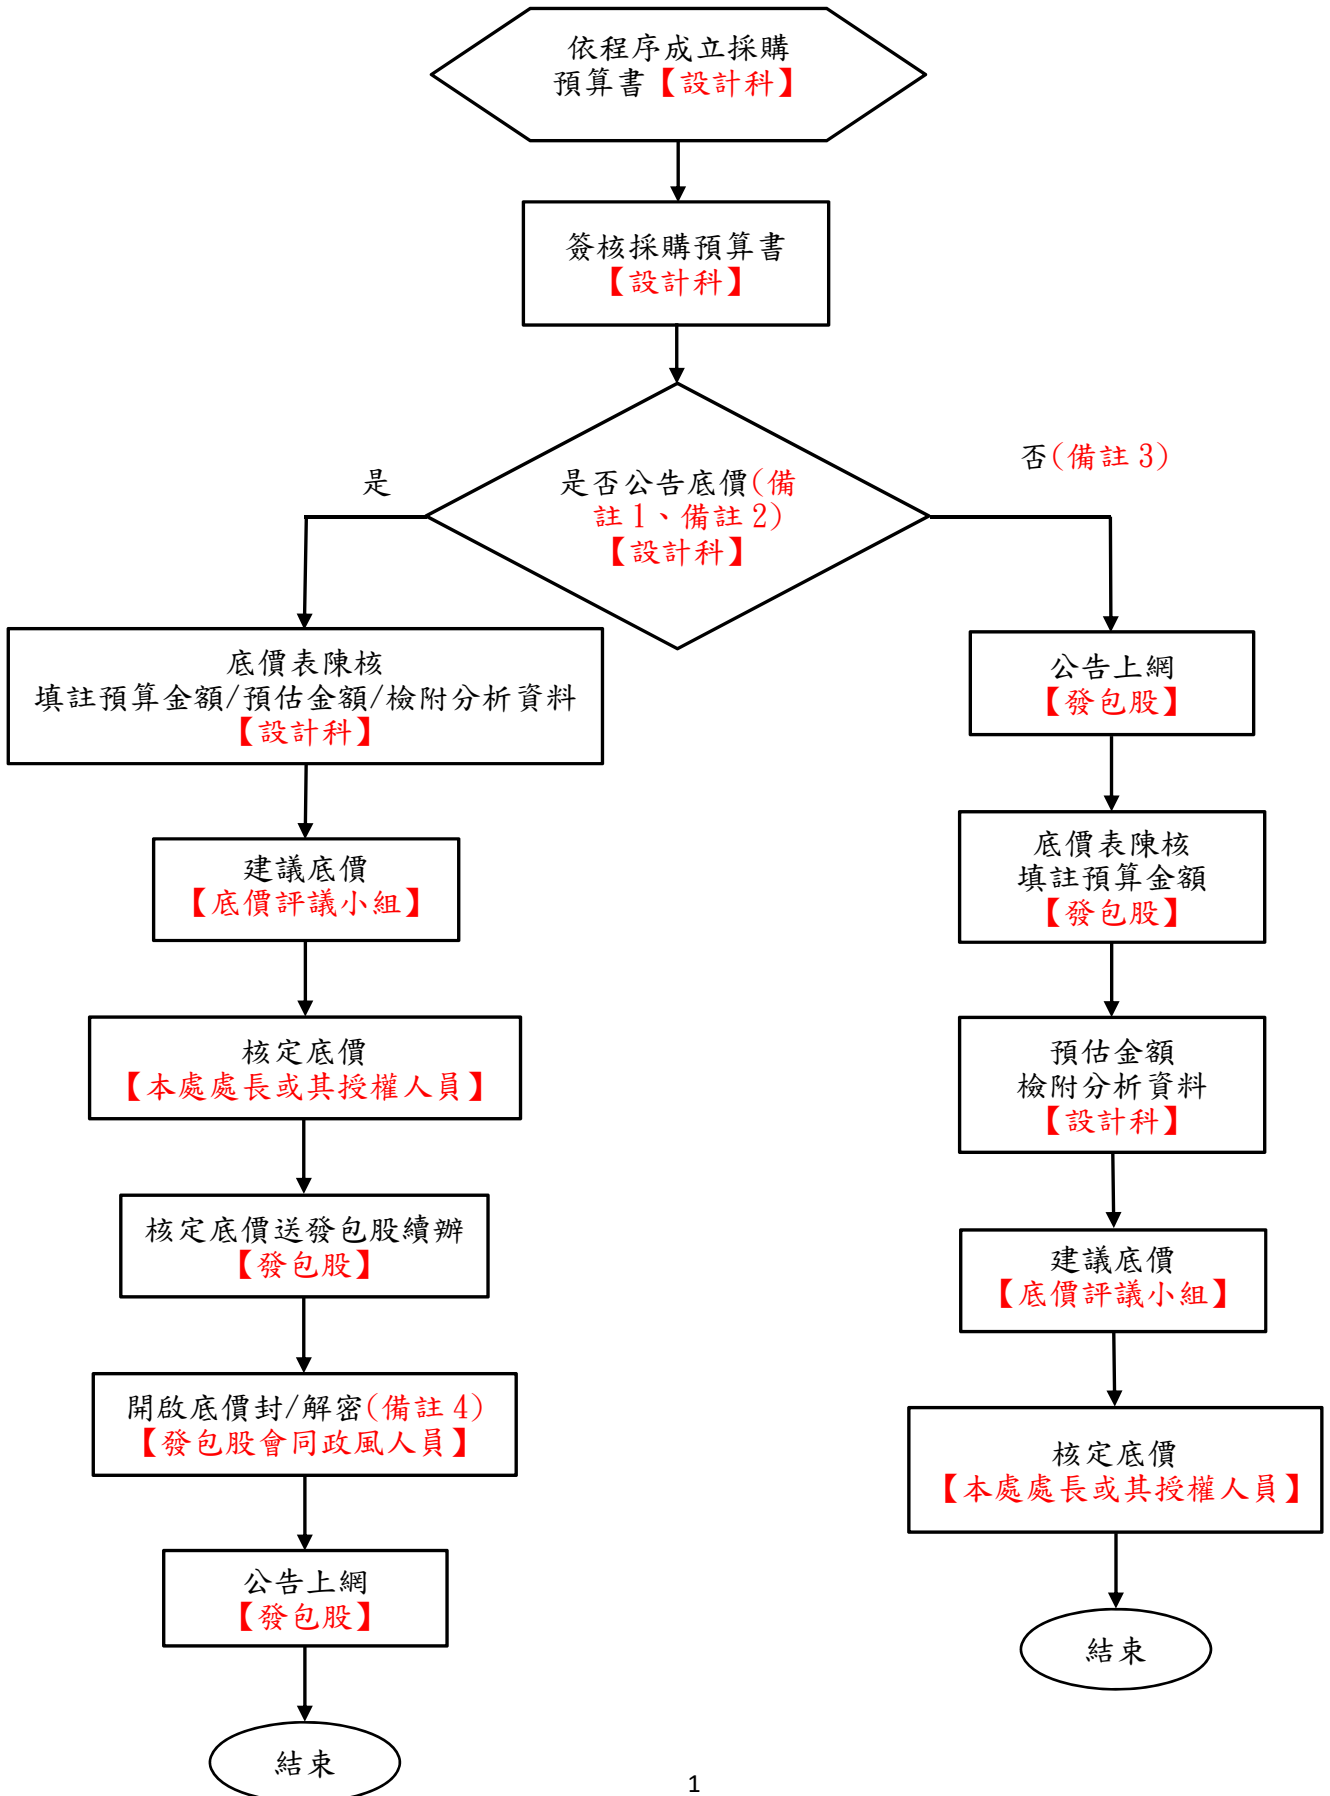 依程序成立採購
預算書【設計科】
簽核採購預算書
【設計科】
是否公告底價(備
註1、備註2)
【設計科】
是
否(備註3)
底價表陳核
填註預算金額/預估金額/檢附分析資料
【設計科】
建議底價
【底價評議小組】
核定底價
【本處處長或其授權人員】
核定底價送發包股續辦
【發包股】
開啟底價封/解密(備註4)
【發包股會同政風人員】
公告上網
【發包股】
結束
公告上網
【發包股】
底價表陳核
填註預算金額
【發包股】
預估金額
檢附分析資料
【設計科】
建議底價
【底價評議小組】
核定底價
【本處處長或其授權人員】
結束
1